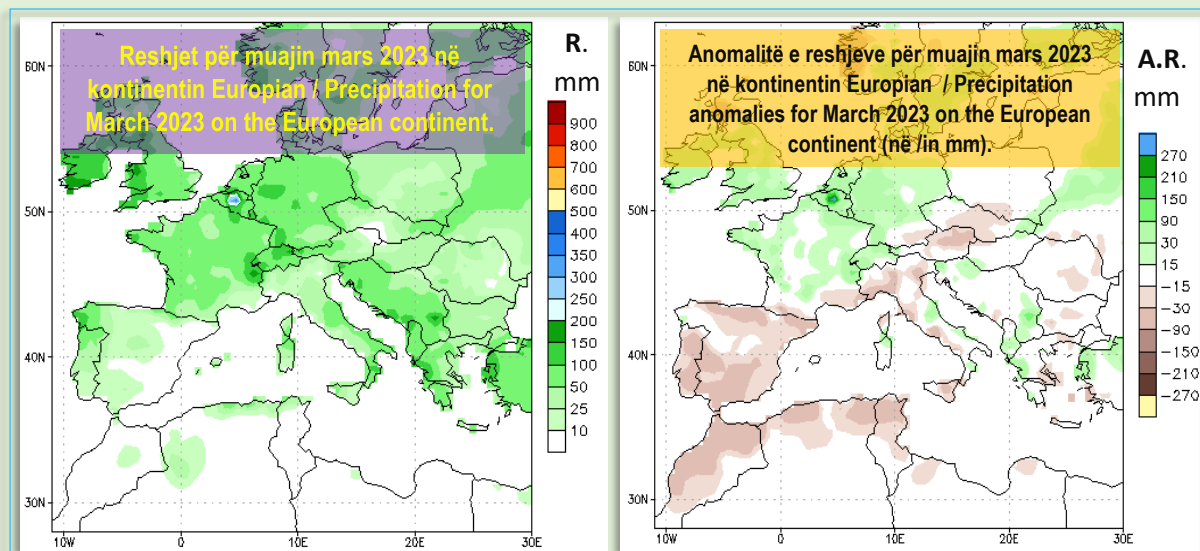 Reshjet për muajin mars 2023 në
kontinentin Europian / Precipitation for
March 2023 on the European continent.
R.
mm
900
800
700
600
500
400
350
300
250
200
150
100
50
25
10
60N
50N
40N
30N
10W
0
10E
20E
30E
Anomalitë e reshjeve për muajin mars 2023
në kontinentin Europian / Precipitation
anomalies for March 2023 on the European
continent (në /in mm).
A.R.
mm
270
210
150
90
30
15
−15
−30
−90
−150
−210
−270
60N
50N
40N
30N
10W
0
10E
20E
30E